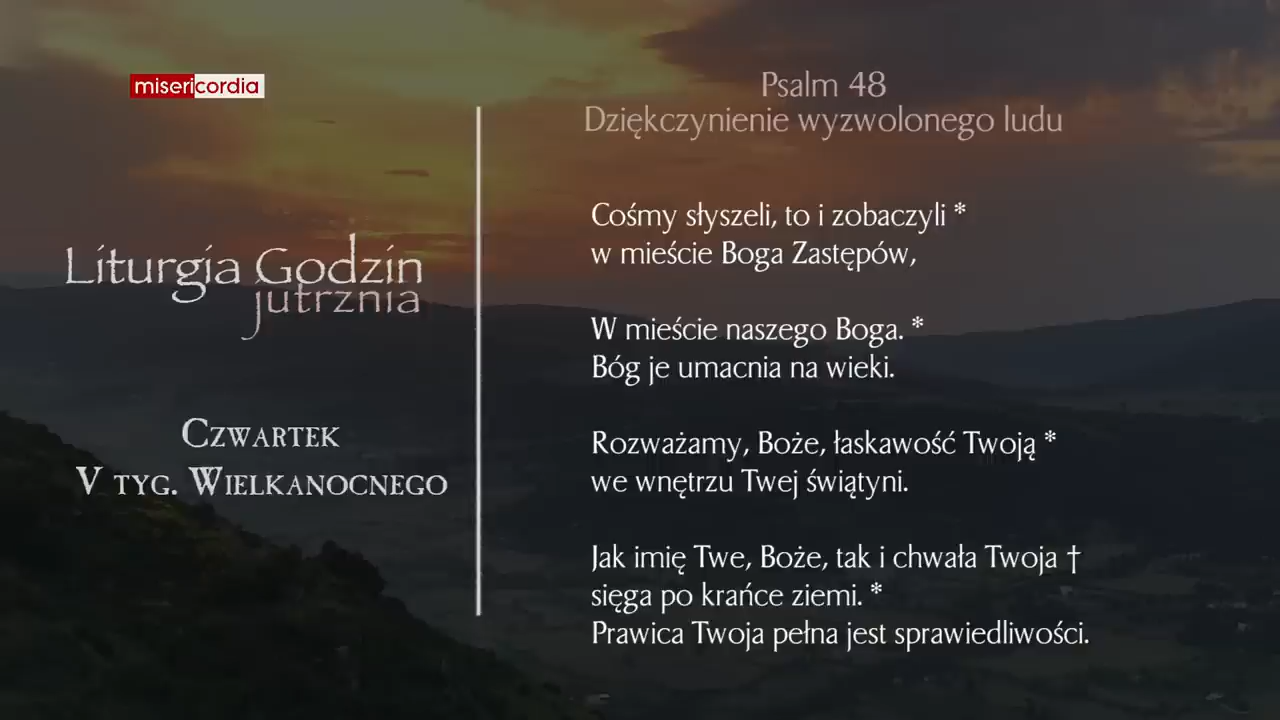 misericordia
Liturgia Godzin
jutrznia
Czwartek
V tyg. Wielkanocnego
Psalm 48
Dziękczynienie wyzwolonego ludu
Cośmy słyszeli, to i zobaczyli *
w mieście Boga Zastępów,
W mieście naszego Boga. *
Bóg je umacnia na wieki.
Rozważamy, Boże, łaskawość Twoją *
we wnętrzu Twej świątyni.
Jak imię Twe, Boże, tak i chwała Twoja †
sięga po krańce ziemi. *
Prawica Twoja pełna jest sprawiedliwości.